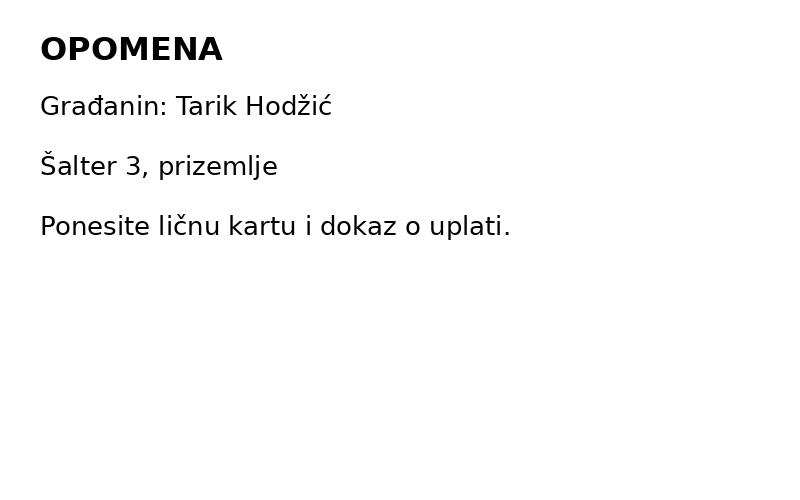 OPOMENA
Građanin: Tarik Hodžić
Šalter 3, prizemlje
Ponesite ličnu kartu i dokaz o uplati.